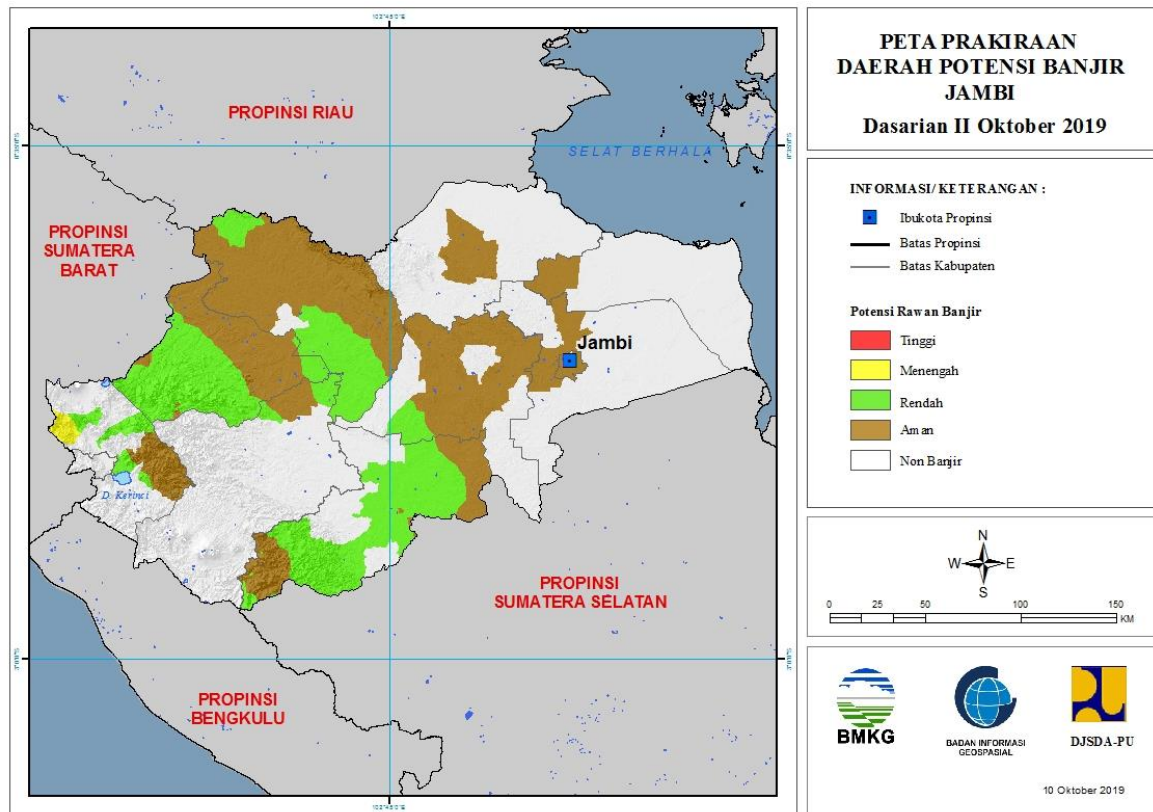 PETA PRAKIRAAN
DAERAH POTENSI BANJIR
JAMBI
Dasarian II Oktober 2019
INFORMASI/ KETERANGAN :
Ibukota Propinsi
Batas Propinsi
Batas Kabupaten
Potensi Rawan Banjir
Tinggi
Menengah
Rendah
Aman
Non Banjir
N
W E
S
0 25 50 100 150
KM
BMKG
BADAN INFORMASI
GEOSPASIAL
DJSDA-PU
10 Oktober 2019
PROPINSI RIAU
SELAT BERHALA
PROPINSI
SUMATERA
BARAT
Jambi
D. Kerinci
PROPINSI
SUMATERA SELATAN
PROPINSI
BENGKULU